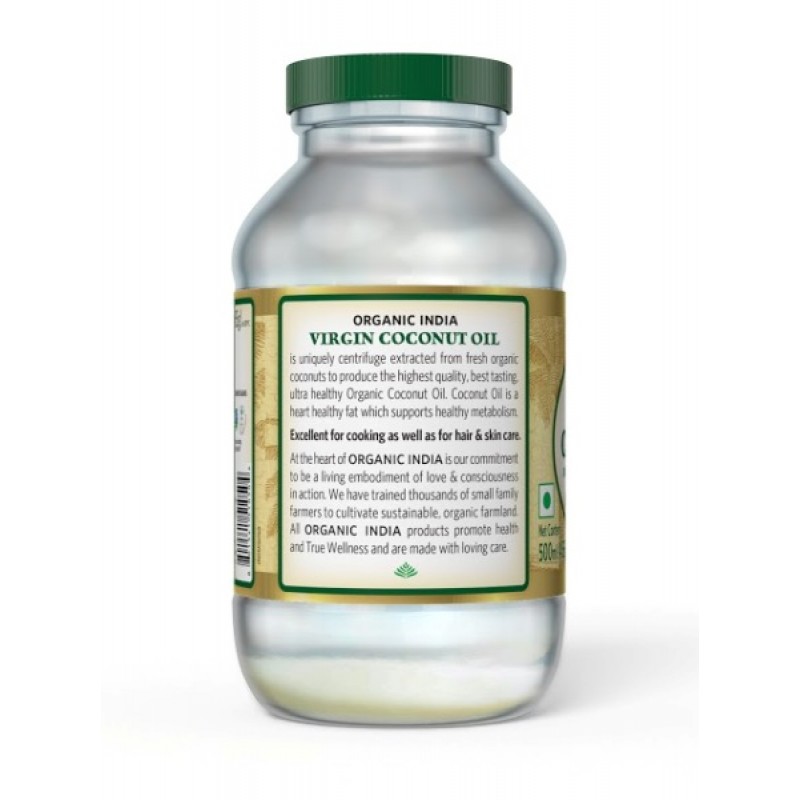 ORGANIC INDIA
VIRGIN COCONUT OIL
is uniquely centrifuge extracted from fresh organic
coconuts to produce the highest quality, best tasting,
ultra healthy Organic Coconut Oil. Coconut Oil is a
heart healthy fat which supports healthy metabolism.
Excellent for cooking as well as for hair & skin care.
At the heart of ORGANIC INDIA is our commitment
to be a living embodiment of love & consciousness
in action. We have trained thousands of small family
farmers to cultivate sustainable, organic farmland.
All ORGANIC INDIA products promote health
and True Wellness and are made with loving care.
Net
500m